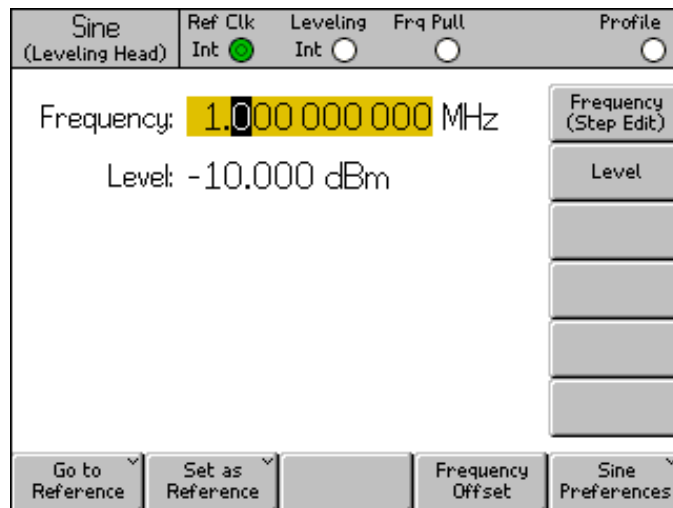 Sine
(Leveling Head)
Ref Clk
Int
Leveling
Int
Frq Pull
Profile
Frequency: 1.000 000 000 MHz
Level: -10.000 dBm
Frequency
(Step Edit)
Level
Go to
Reference
Set as
Reference
Frequency
Offset
Sine
Preferences